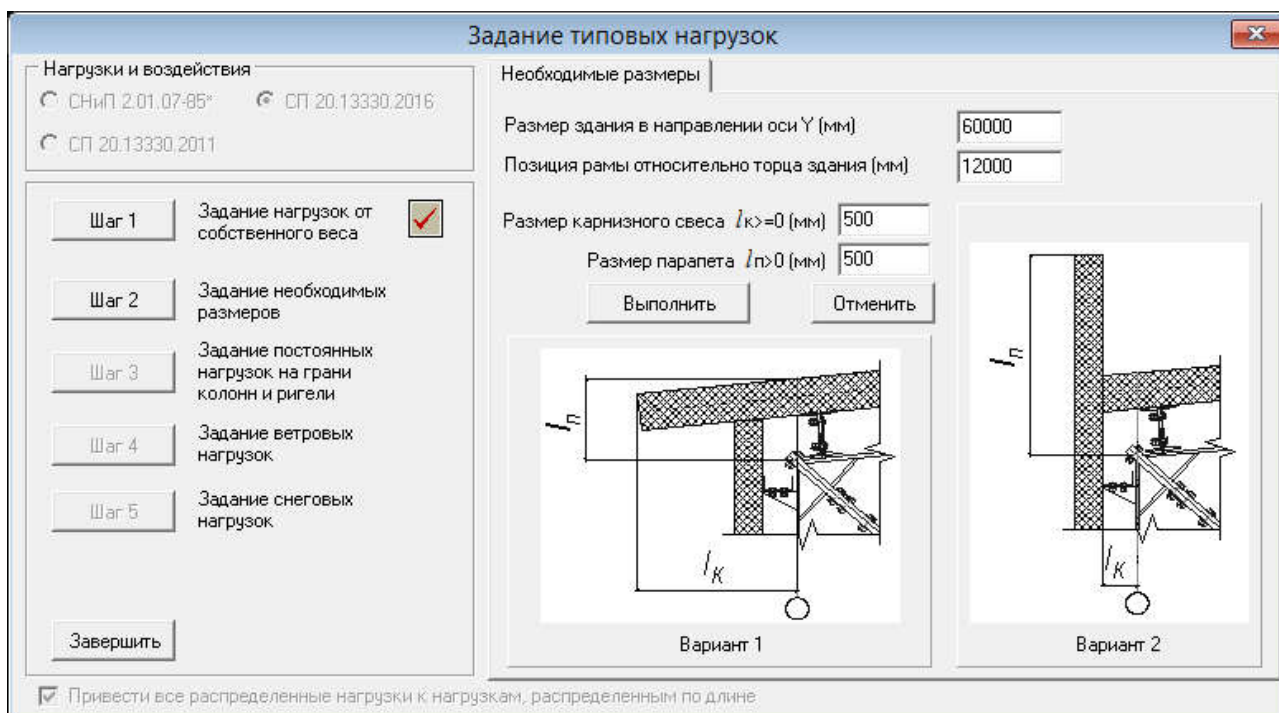 Задание типовых нагрузок
Нагрузки и воздействия
СНиП 2.01.07-85*
СП 20.13330.2016
СП 20.13330.2011
Шаг 1
Задание нагрузок от
собственного веса
Шаг 2
Задание необходимых
размеров
Шаг 3
Задание постоянных
нагрузок на грани
колонн и ригели
Шаг 4
Задание ветровых
нагрузок
Шаг 5
Задание снеговых
нагрузок
Завершить
Необходимые размеры
Размер здания в направлении оси Y (мм)
60000
Позиция рамы относительно торца здания (мм)
12000
Размер карнизного свеса lк>=0 (мм)
500
Размер парапета lп>0 (мм)
500
Выполнить
Отменить
lп
lК
Вариант 1
lп
lК
Вариант 2
Привести все распределенные нагрузки к нагрузкам, распределенным по длине